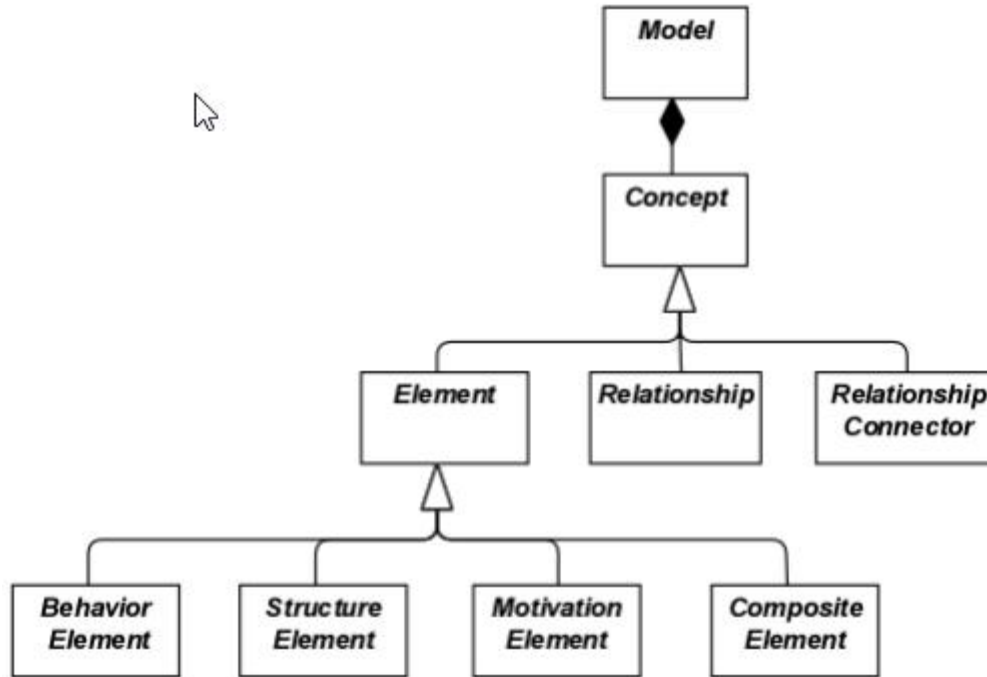 Model
Concept
Element
Relationship
Relationship
Connector
Behavior
Element
Structure
Element
Motivation
Element
Composite
Element